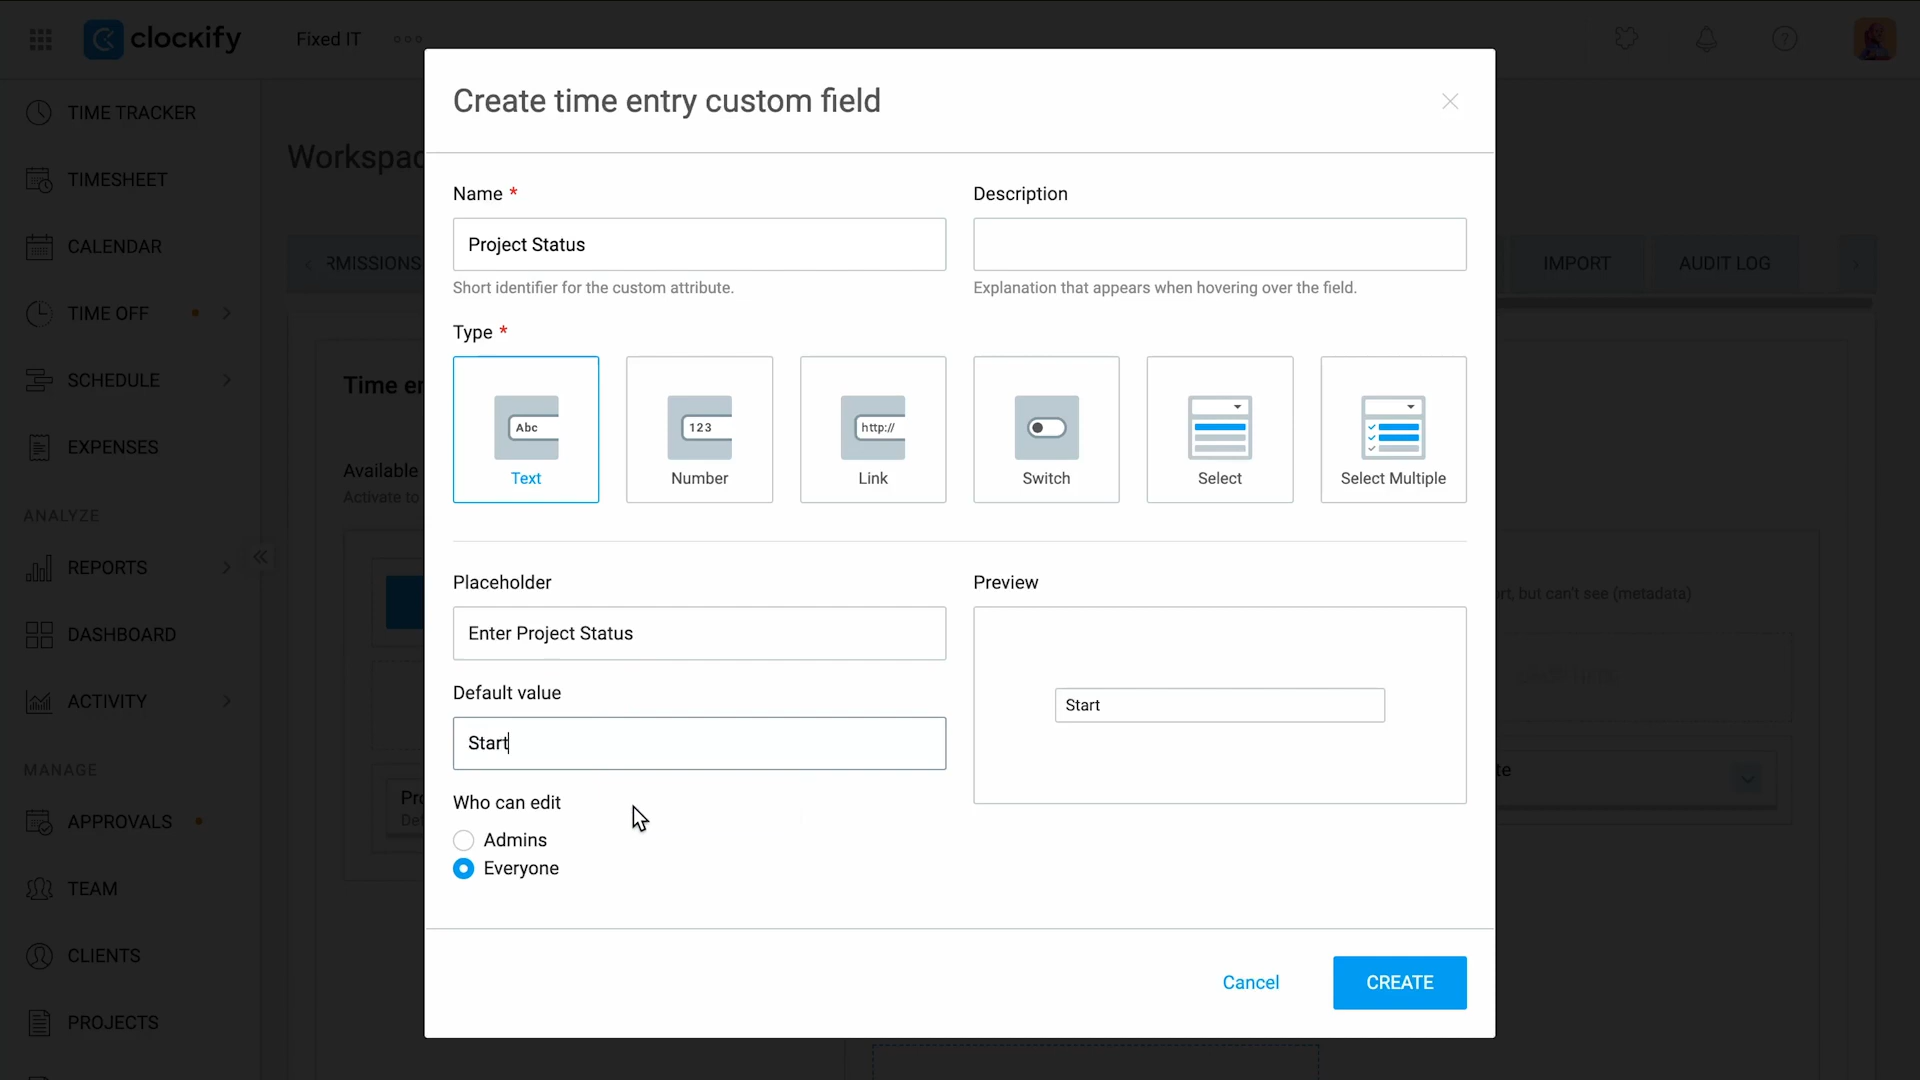 clockify
Fixed IT
TIME TRACKER
TIMESHEET
CALENDAR
TIME OFF
SCHEDULE
EXPENSES
ANALYZE
REPORTS
DASHBOARD
ACTIVITY
MANAGE
APPROVALS
TEAM
CLIENTS
PROJECTS
Workspac
RMISSIONS
IMPORT
AUDIT LOG
Time er
Available
Activate to
rt, but can't see (metadata)
Pro
De
te
Create time entry custom field
Name *
Project Status
Short identifier for the custom attribute.
Description
Explanation that appears when hovering over the field.
Type *
Abc
Text
123
Number
http://
Link
Switch
Select
Select Multiple
Placeholder
Enter Project Status
Default value
Start
Preview
Start
Who can edit
Admins
Everyone
Cancel
CREATE